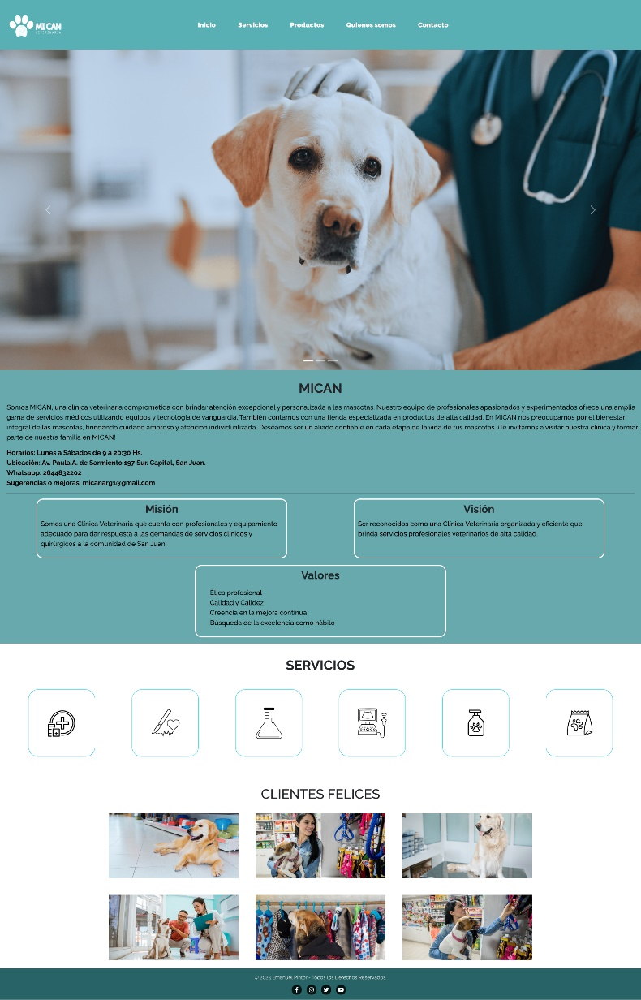 MI CAN
VETERINARIA
Inicio
Servicios
Productos
Quienes somos
Contacto
MICAN
Somos MICAN, una clínica veterinaria comprometida con brindar atención excepcional y personalizada a las mascotas. Nuestro equipo de profesionales apasionados y experimentados ofrece una amplia
gama de servicios médicos utilizando equipos y tecnología de vanguardia. También contamos con una tienda especializada en productos de alta calidad. En MICAN nos preocupamos por el bienestar
integral de las mascotas, brindando cuidado amoroso y atención individualizada. Deseamos ser un aliado confiable en cada etapa de la vida de tus mascotas. ¡Te invitamos a visitar nuestra clínica y formar
parte de nuestra familia en MICAN!
Horarios: Lunes a Sábados de 9 a 20:30 Hs.
Ubicación: Av. Paula A. de Sarmiento 197 Sur. Capital, San Juan.
Whatsapp: 2644832202
Sugerencias o mejoras: micanarg1@gmail.com
Misión
Somos una Clínica Veterinaria que cuenta con profesionales y equipamiento
adecuado para dar respuesta a las demandas de servicios clínicos y
quirúrgicos a la comunidad de San Juan.
Visión
Ser reconocidos como una Clínica Veterinaria organizada y eficiente que
brinda servicios profesionales veterinarios de alta calidad.
Valores
Ética profesional
Calidad y Calidez
Creencia en la mejora continua
Búsqueda de la excelencia como hábito
SERVICIOS
CLIENTES FELICES
© 2023 Emanuel Pintor - Todos los Derechos Reservados